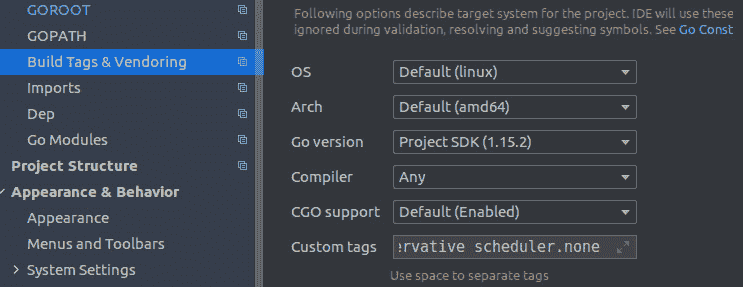 GOROOT
GOPATH
Build Tags & Vendoring
Imports
Dep
Go Modules
Project Structure
Appearance & Behavior
Appearance
Menus and Toolbars
System Settings
Following options describe target system for the project. IDE will use these
ignored during validation, resolving and suggesting symbols. See Go Const
OS Default (linux)
Arch Default (amd64)
Go version Project SDK (1.15.2)
Compiler Any
CGO support Default (Enabled)
Custom tags ervative scheduler.none
Use space to separate tags